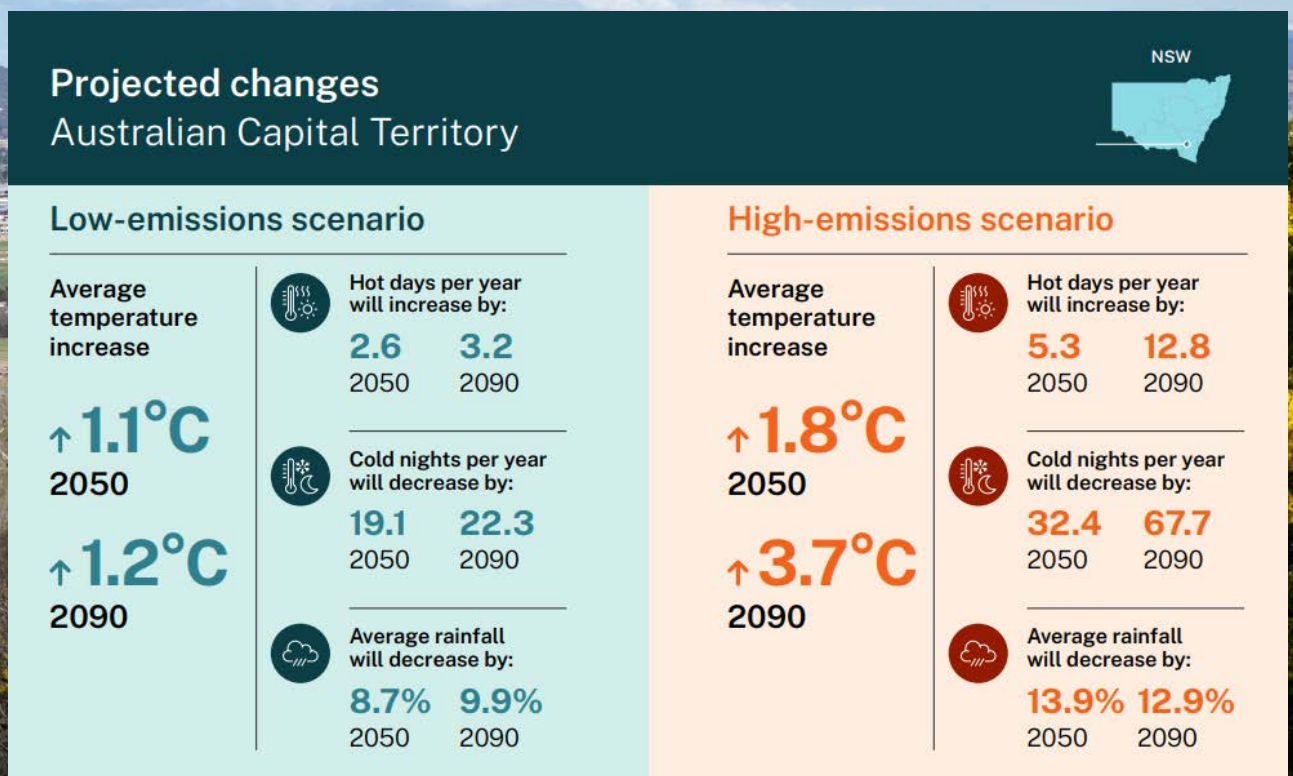 Projected changes
Australian Capital Territory
NSW
Low-emissions scenario
Average
temperature
increase
↑ 1.1°C
2050
↑ 1.2°C
2090
Hot days per year
will increase by:
2.6 3.2
2050 2090
Cold nights per year
will decrease by:
19.1 22.3
2050 2090
Average rainfall
will decrease by:
8.7% 9.9%
2050 2090
High-emissions scenario
Average
temperature
increase
↑ 1.8°C
2050
↑ 3.7°C
2090
Hot days per year
will increase by:
5.3 12.8
2050 2090
Cold nights per year
will decrease by:
32.4 67.7
2050 2090
Average rainfall
will decrease by:
13.9% 12.9%
2050 2090